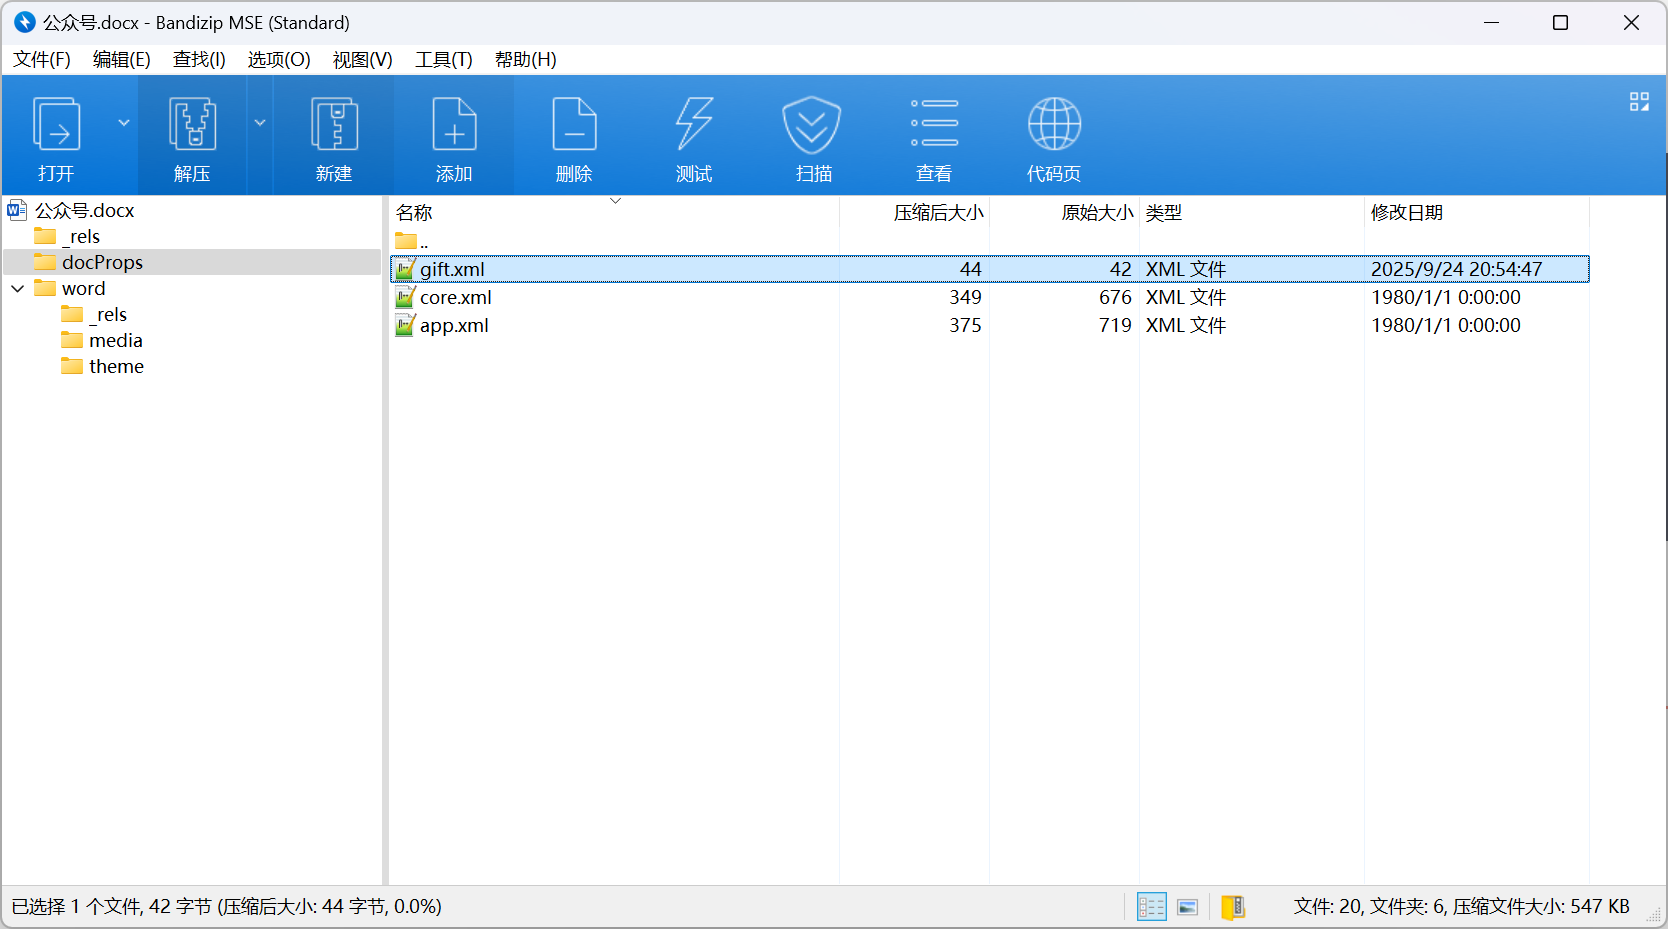 公众号.docx - Bandizip MSE (Standard)
文件(F) 编辑(E) 查找(I) 选项(O) 视图(V) 工具(T) 帮助(H)
打开 解压 新建 添加 删除 测试 扫描 查看 代码页
公众号.docx
_rels
docProps
word
_rels
media
theme
名称 压缩后大小 原始大小 类型 修改日期
..
gift.xml 44 42 XML 文件 2025/9/24 20:54:47
core.xml 349 676 XML 文件 1980/1/1 0:00:00
app.xml 375 719 XML 文件 1980/1/1 0:00:00
已选择 1 个文件, 42 字节 (压缩后大小: 44 字节, 0.0%)
文件: 20, 文件夹: 6, 压缩文件大小: 547 KB